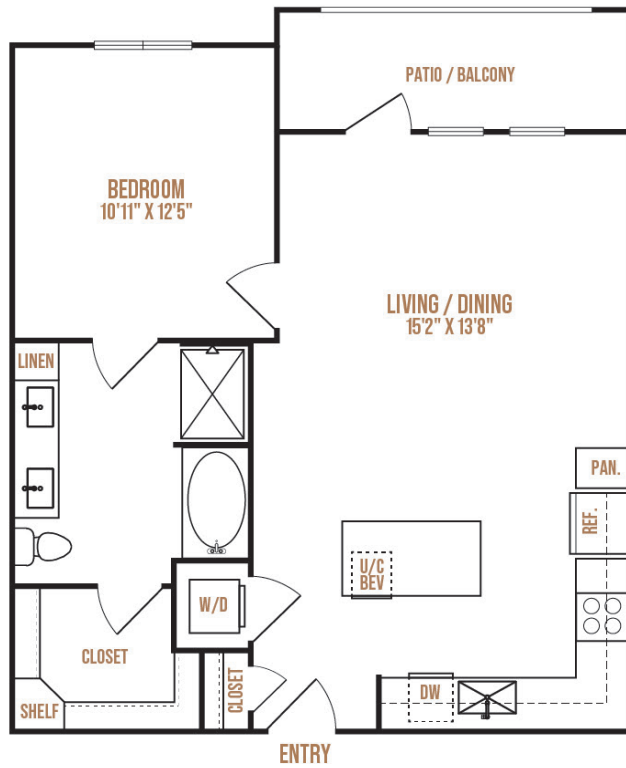 PATIO / BALCONY
BEDROOM
10'11" X 12'5"
LIVING / DINING
15'2" X 13'8"
LINEN
PAN.
REF.
U/C
BEV
W/D
CLOSET
CLOSET
DW
SHELF
ENTRY